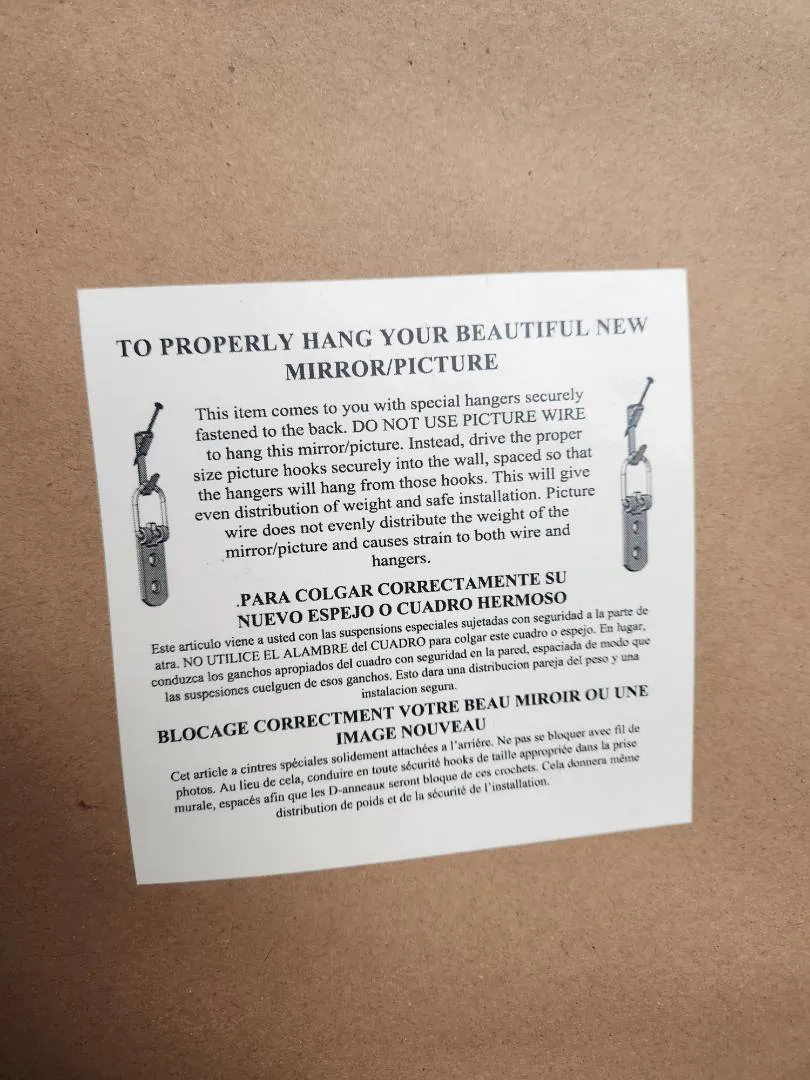 TO PROPERLY HANG YOUR BEAUTIFUL NEW
MIRROR/PICTURE
This item comes to you with special hangers securely
fastened to the back. DO NOT USE PICTURE WIRE
to hang this mirror/picture. Instead, drive the proper
size picture hooks securely into the wall, spaced so that
the hangers will hang from those hooks. This will give
even distribution of weight and safe installation. Picture
wire does not evenly distribute the weight of the
mirror/picture and causes strain to both wire and
hangers.
.PARA COLGAR CORRECTAMENTE SU
NUEVO ESPEJO O CUADRO HERMOSO
Este articulo viene a usted con las suspensions especiales sujetadas con seguridad a la parte de
atra. NO UTILICE EL ALAMBRE del CUADRO para colgar este cuadro o espejo. En lugar,
conduzca los ganchos apropiados del cuadro con seguridad en la pared, espaciada de modo que
las suspesiones cuelguen de esos ganchos. Esto dara una distribucion pareja del peso y una
instalacion segura.
BLOCAGE CORRECTMENT VOTRE BEAU MIROIR OU UNE
IMAGE NOUVEAU
Cet article a cintres spéciales solidement attachées a l'arriére. Ne pas se bloquer avec fil de
photos. Au lieu de cela, conduire en toute sécurité hooks de taille appropriée dans la prise
murale, espacés afin que les D-anneaux seront bloque de ces crochets. Cela donnera même
distribution de poids et de la sécurité de l'installation.